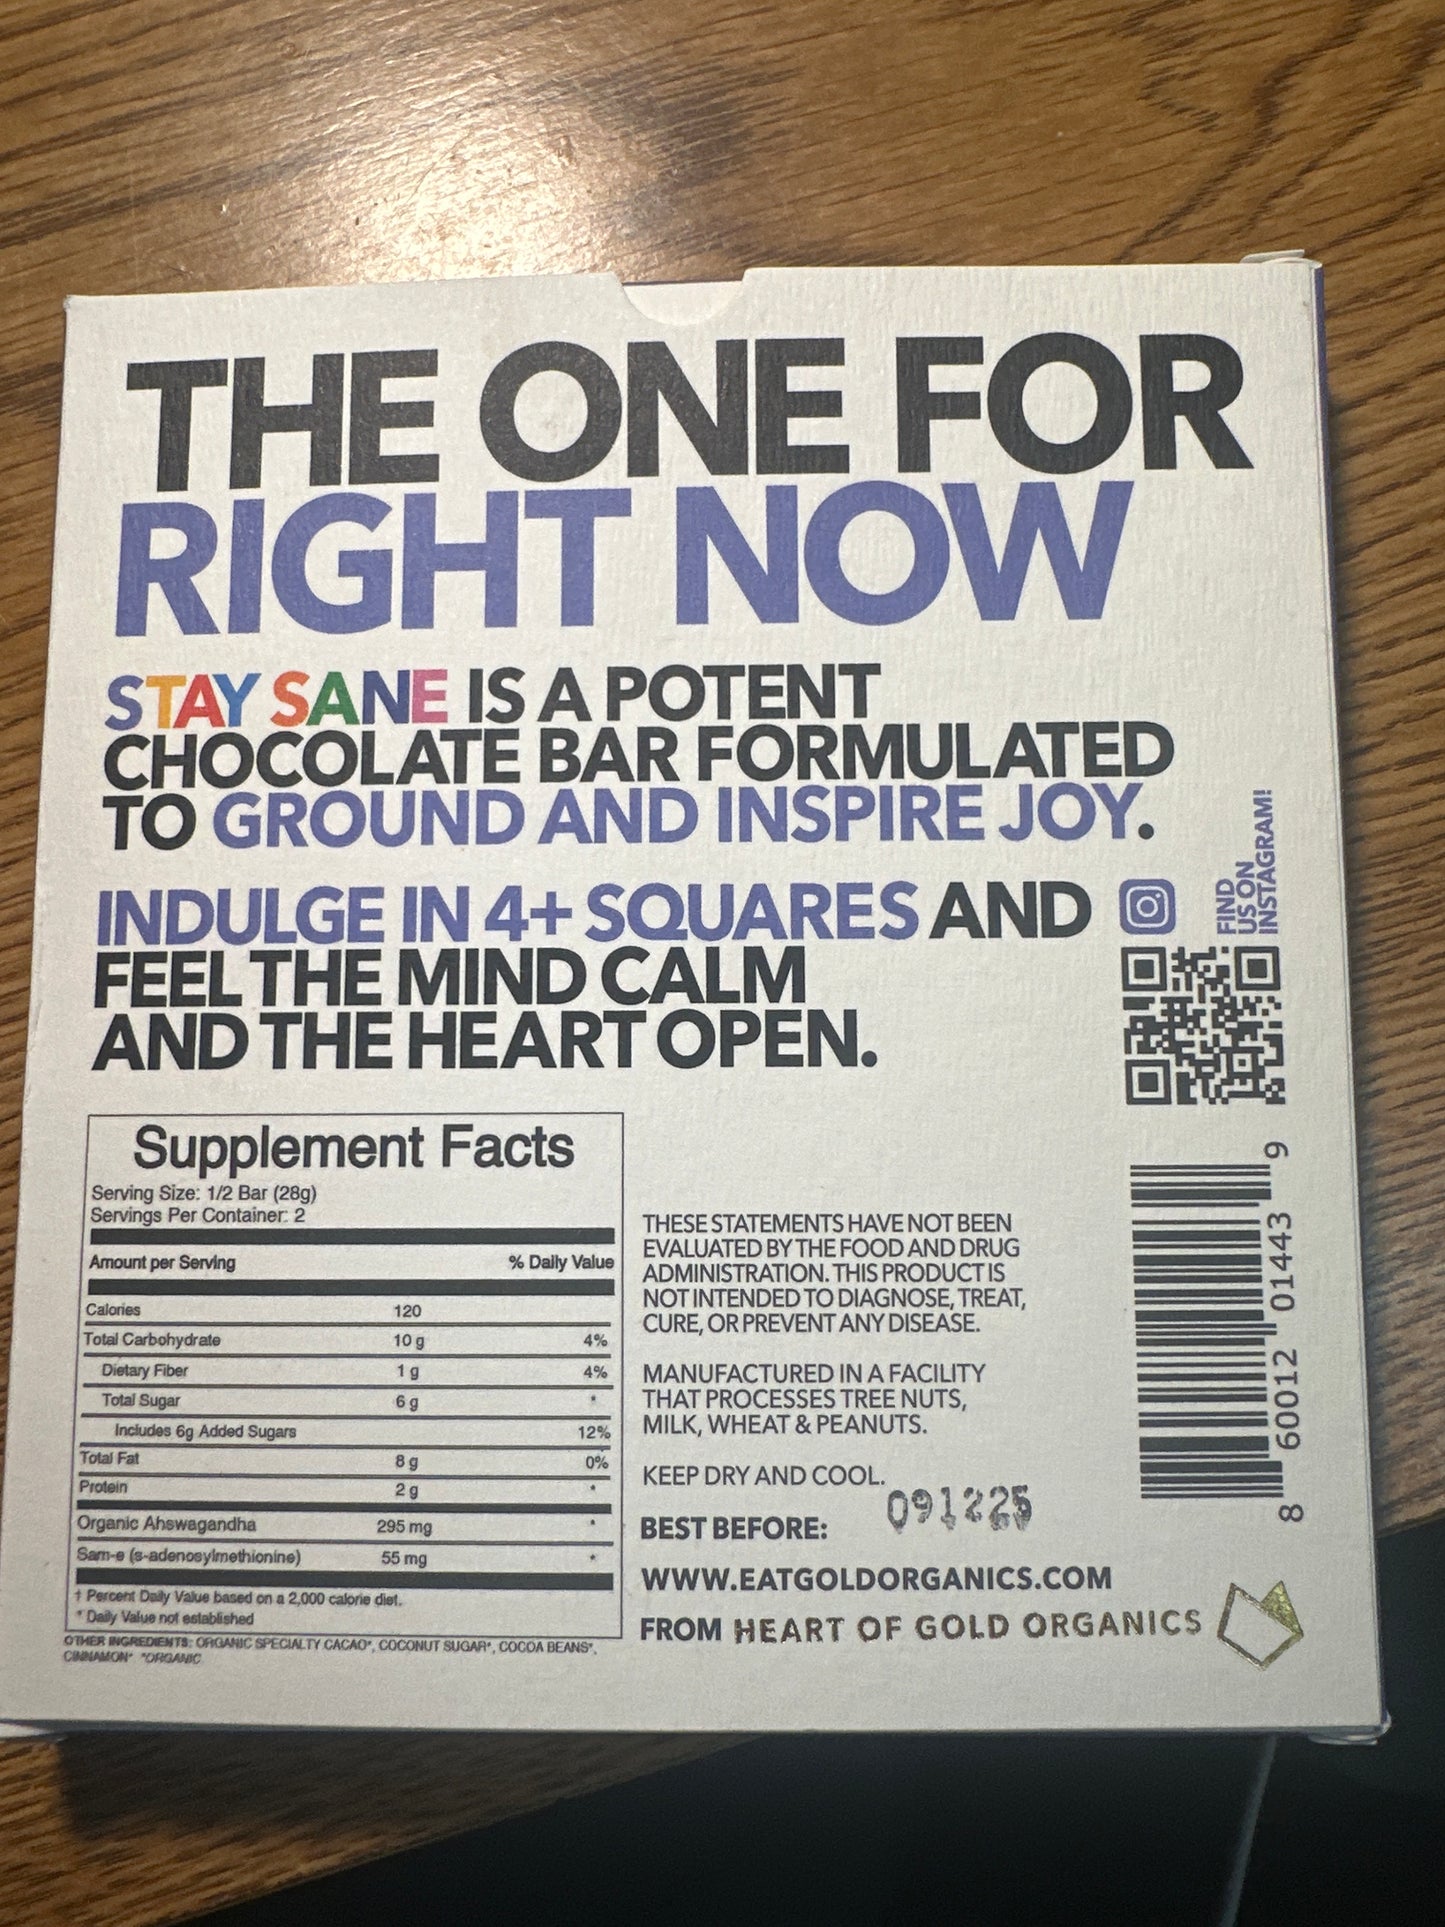 THE ONE FOR
RIGHT NOW
STAY SANE IS A POTENT
CHOCOLATE BAR FORMULATED
TO GROUND AND INSPIRE JOY.
INDULGE IN 4+ SQUARES AND
FEEL THE MIND CALM
AND THE HEART OPEN.
FIND
US ON
INSTAGRAM!
Supplement Facts
Serving Size: 1/2 Bar (28g)
Servings Per Container: 2
Amount per Serving % Daily Value
Calories 120
Total Carbohydrate 10 g 4%
Dietary Fiber 1 g 4%
Total Sugar 6 g *
Includes 6g Added Sugars 12%
Total Fat 8 g 0%
Protein 2 g *
Organic Ahswagandha 295 mg *
Sam-e (s-adenosylmethionine) 55 mg *
† Percent Daily Value based on a 2,000 calorie diet.
* Daily Value not established
OTHER INGREDIENTS: ORGANIC SPECIALTY CACAO*, COCONUT SUGAR*, COCOA BEANS*,
CINNAMON* *ORGANIC
THESE STATEMENTS HAVE NOT BEEN
EVALUATED BY THE FOOD AND DRUG
ADMINISTRATION. THIS PRODUCT IS
NOT INTENDED TO DIAGNOSE, TREAT,
CURE, OR PREVENT ANY DISEASE.
MANUFACTURED IN A FACILITY
THAT PROCESSES TREE NUTS,
MILK, WHEAT & PEANUTS.
KEEP DRY AND COOL.
BEST BEFORE: 091225
WWW.EATGOLDORGANICS.COM
FROM HEART OF GOLD ORGANICS
8 60012 01443 9